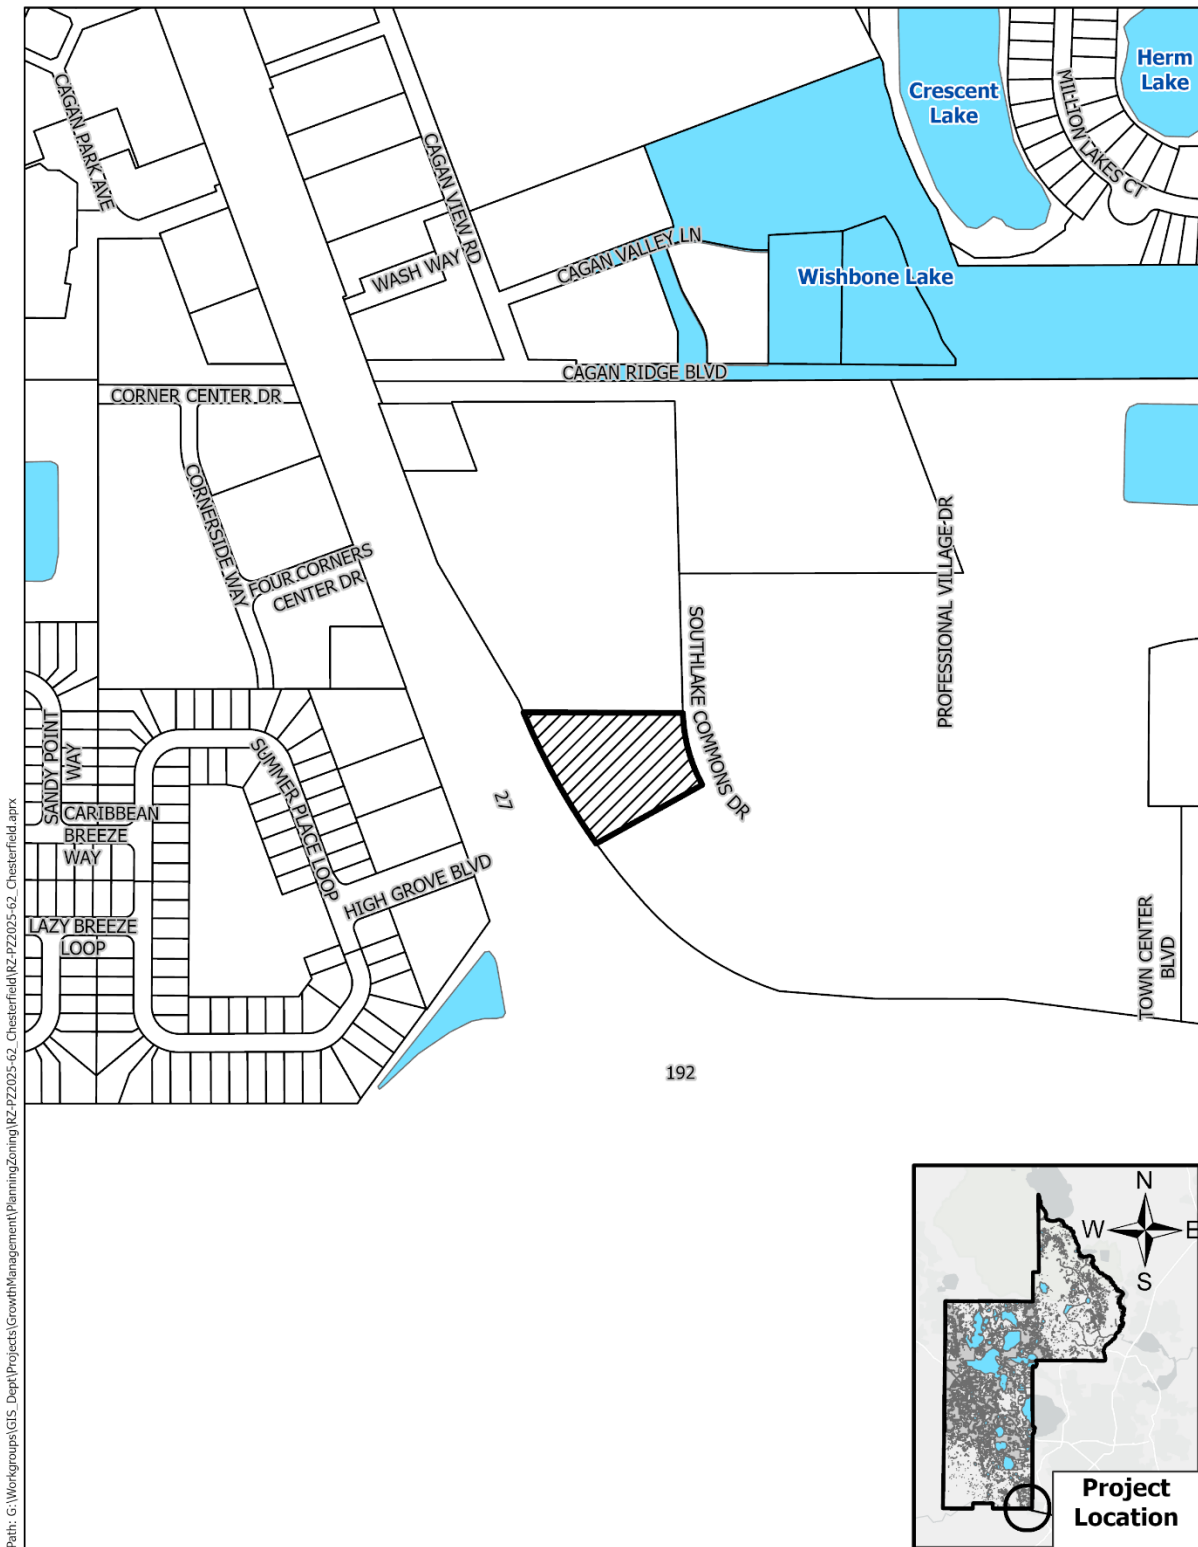 Herm
Lake
Crescent
Lake
MILLION LAKES CT
CAGAN PARK AVE
CAGAN VIEW RD
WASH WAY
CAGAN VALLEY LN
Wishbone Lake
CAGAN RIDGE BLVD
CORNER CENTER DR
CORNERSIDE WAY
FOUR CORNERS
CENTER DR
PROFESSIONAL VILLAGE DR
SOUTHLAKE COMMONS DR
SANDY POINT
WAY
SUMMER PLACE LOOP
27
CARIBBEAN
BREEZE
WAY
HIGH GROVE BLVD
LAZY BREEZE
LOOP
TOWN CENTER
BLVD
192
N
W E
S
Project
Location
Path: G:\Workgroups\GIS_Dept\Projects\GrowthManagement\PlanningZoning\RZ-PZ2025-62_Chesterfield\RZ-PZ2025-62_Chesterfield.aprx